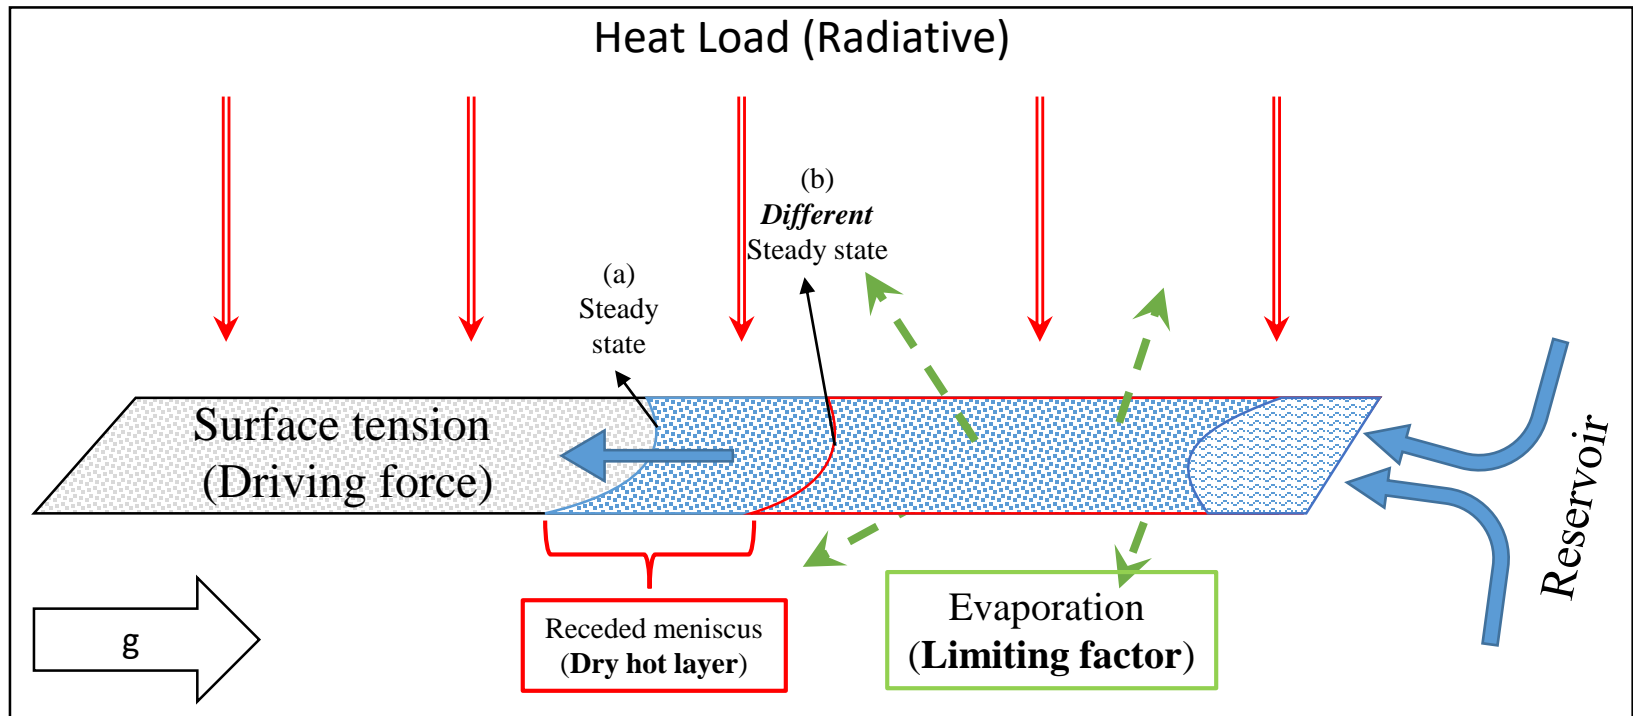 Heat Load (Radiative)
(b)
Different
Steady state
(a)
Steady
state
Surface tension
(Driving force)
Reservoir
g
Receded meniscus
(Dry hot layer)
Evaporation
(Limiting factor)